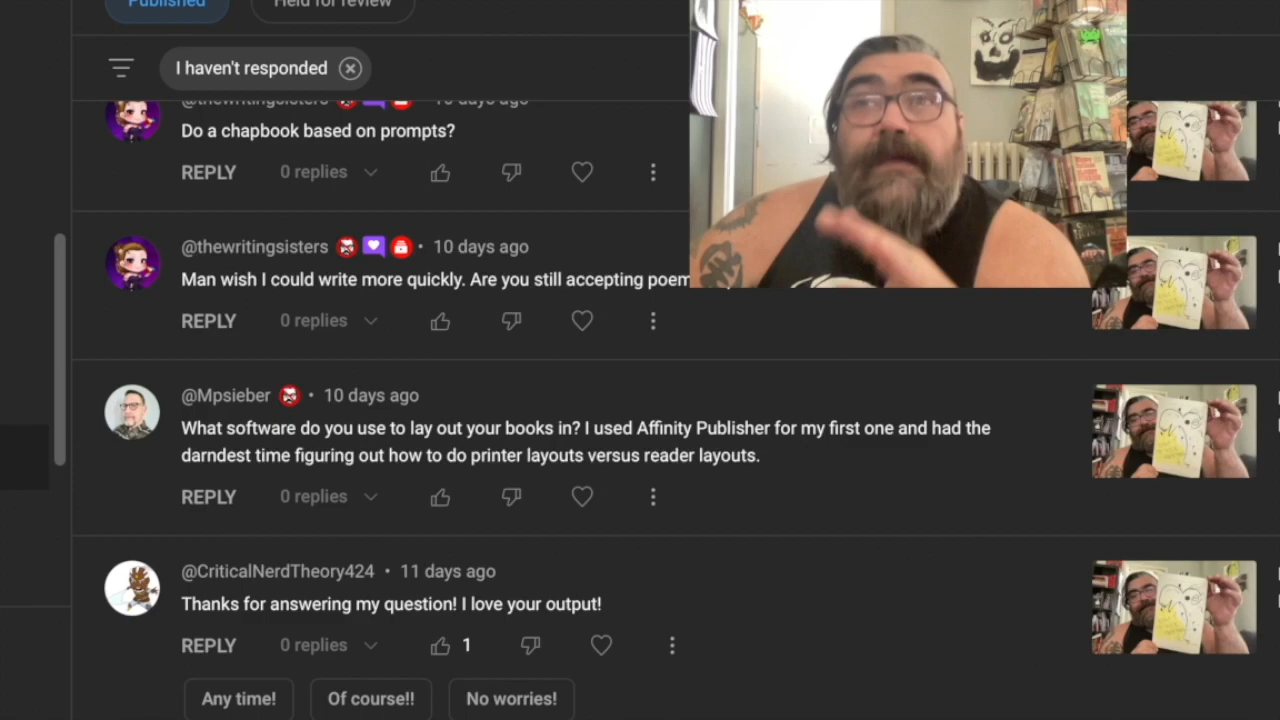 Published
Held for review
I haven't responded
@thewritingsisters 10 days ago
Do a chapbook based on prompts?
REPLY 0 replies
@thewritingsisters • 10 days ago
Man wish I could write more quickly. Are you still accepting poem
REPLY 0 replies
@Mpsieber • 10 days ago
What software do you use to lay out your books in? I used Affinity Publisher for my first one and had the
darndest time figuring out how to do printer layouts versus reader layouts.
REPLY 0 replies
@CriticalNerdTheory424 • 11 days ago
Thanks for answering my question! I love your output!
REPLY 0 replies 1
Any time! Of course!! No worries!